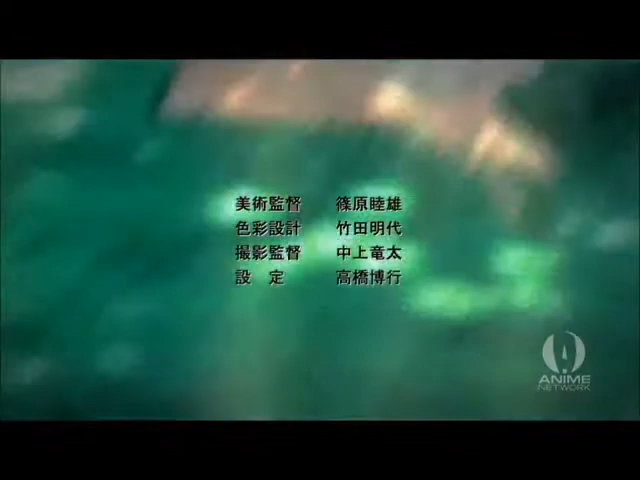 美術監督 篠原睦雄
色彩設計 竹田明代
撮影監督 中上竜太
設 定 高橋博行
ANIME
NETWORK